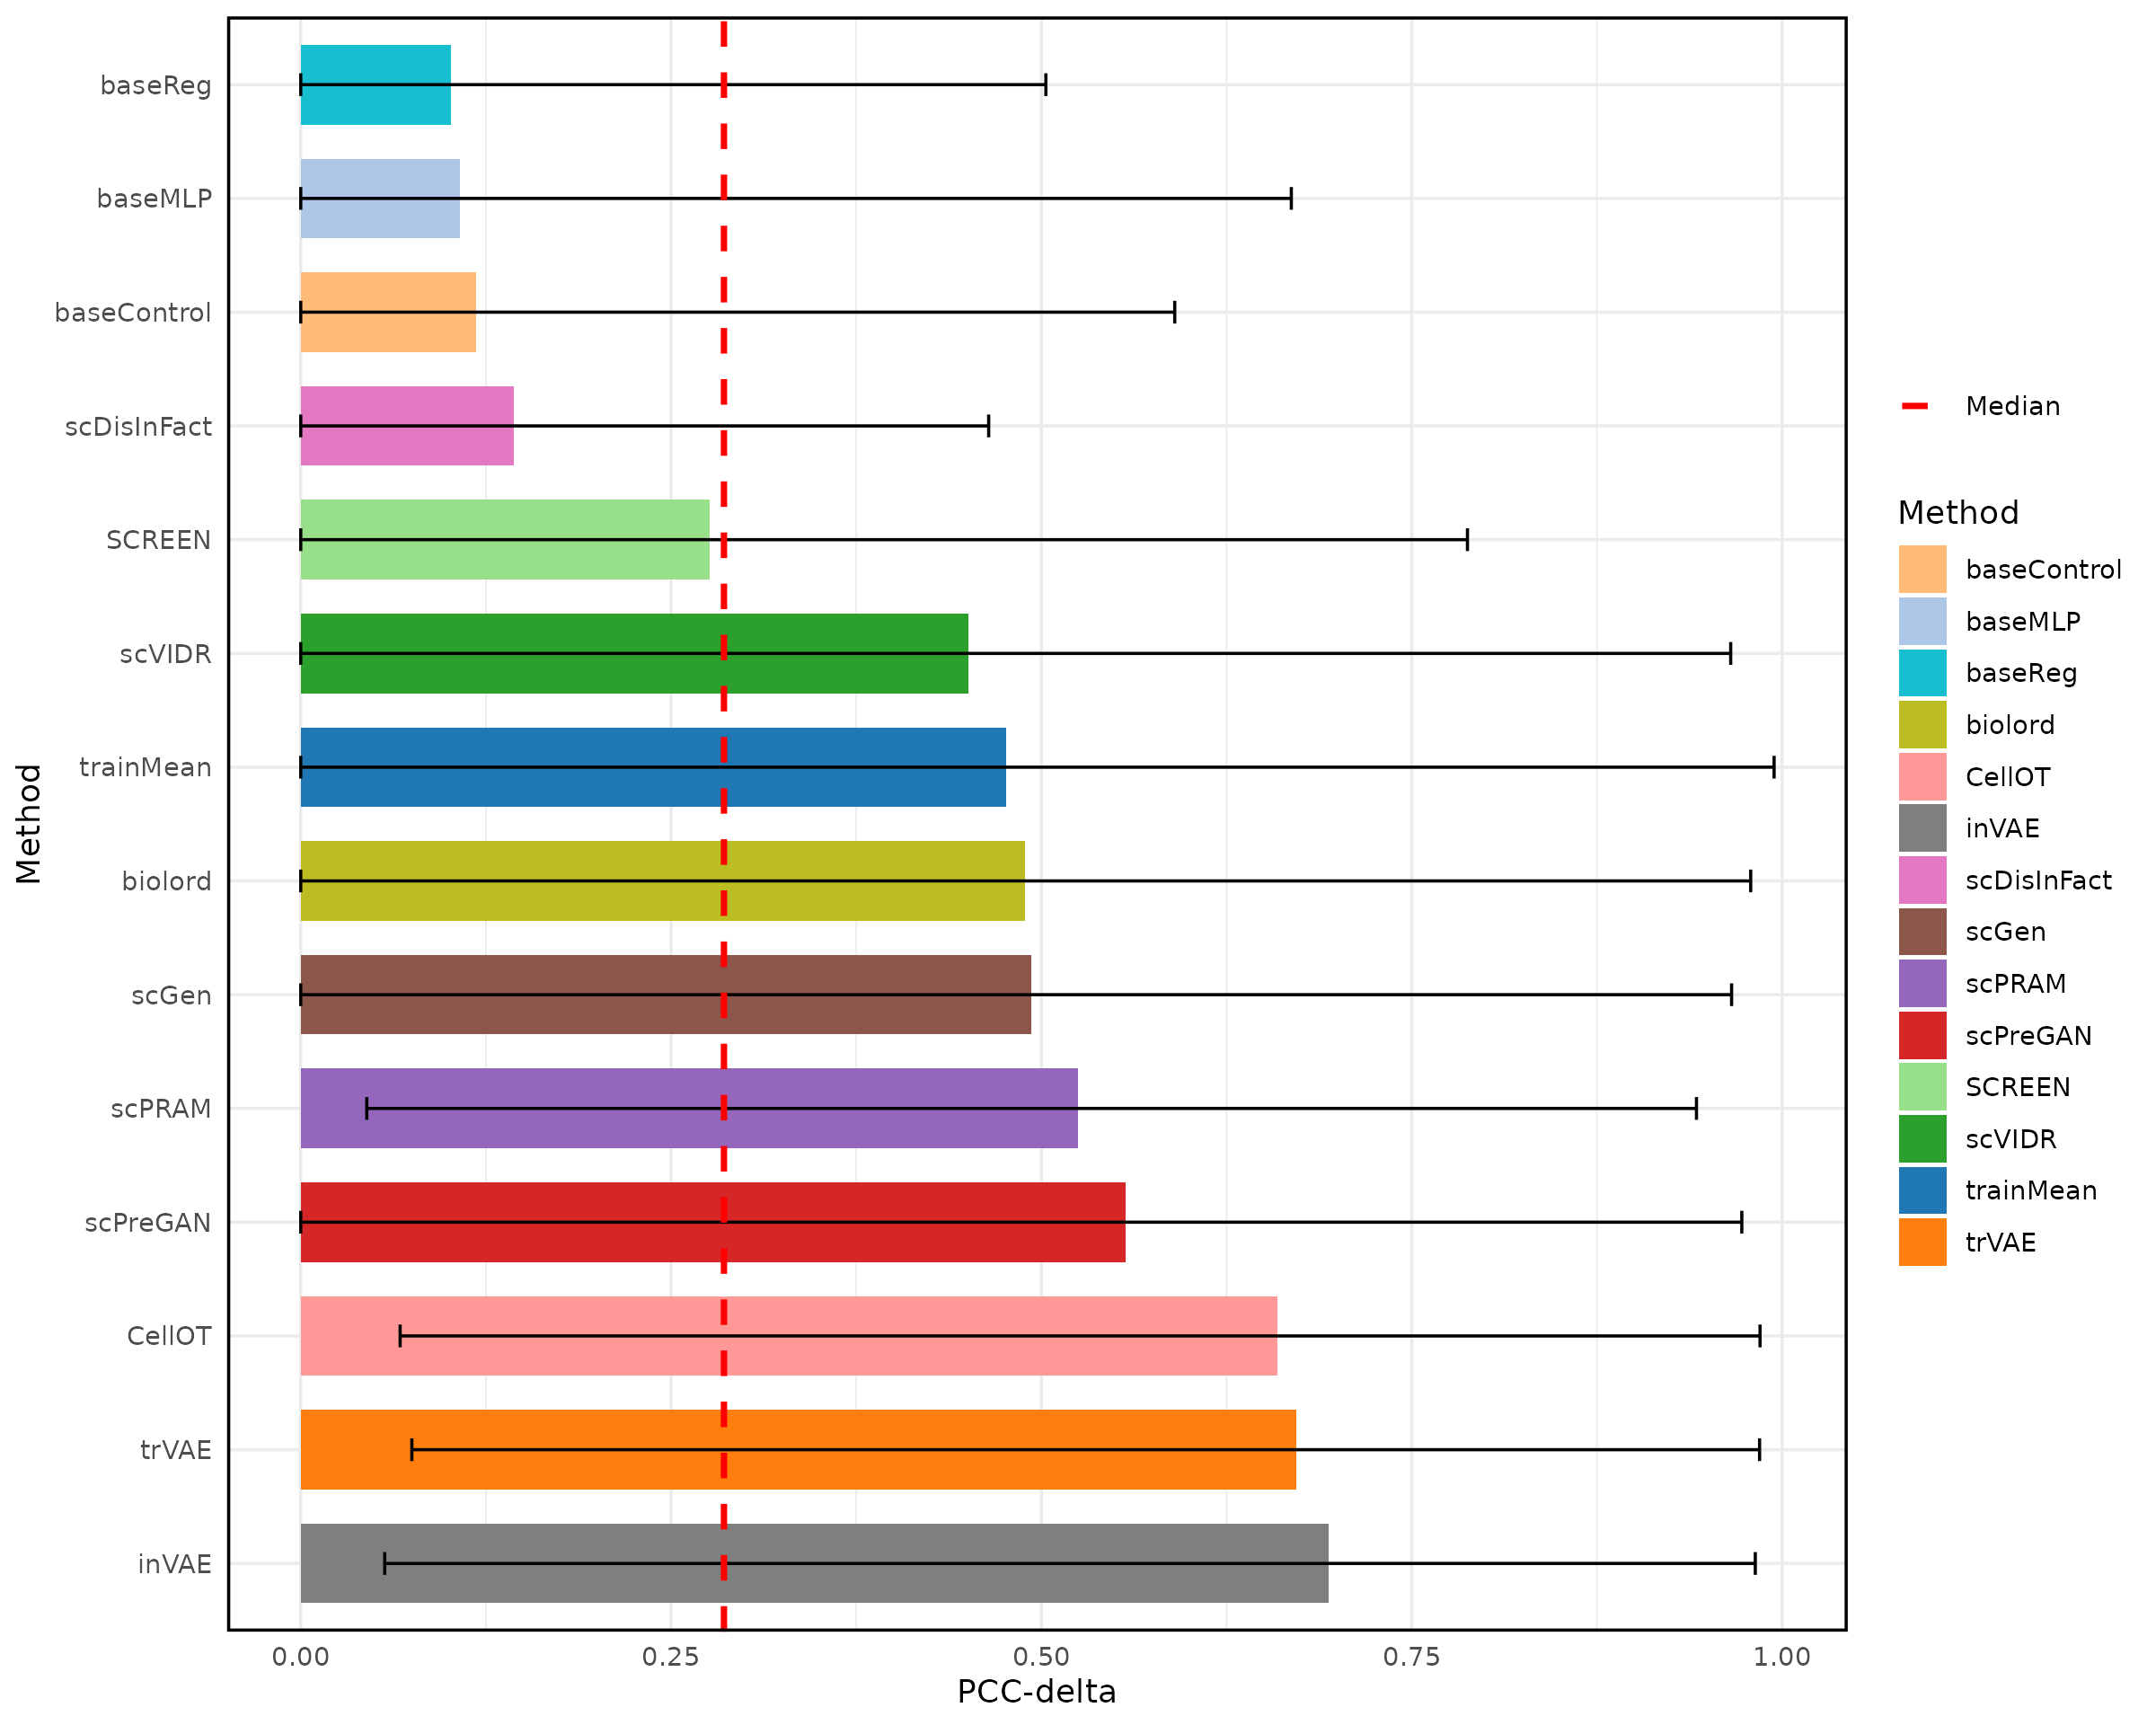 Method
baseReg
baseMLP
baseControl
scDisInFact
SCREEN
scVIDR
trainMean
biolord
scGen
scPRAM
scPreGAN
CellOT
trVAE
inVAE
0.00 0.25 0.50 0.75 1.00
PCC-delta
Median
Method
baseControl
baseMLP
baseReg
biolord
CellOT
inVAE
scDisInFact
scGen
scPRAM
scPreGAN
SCREEN
scVIDR
trainMean
trVAE